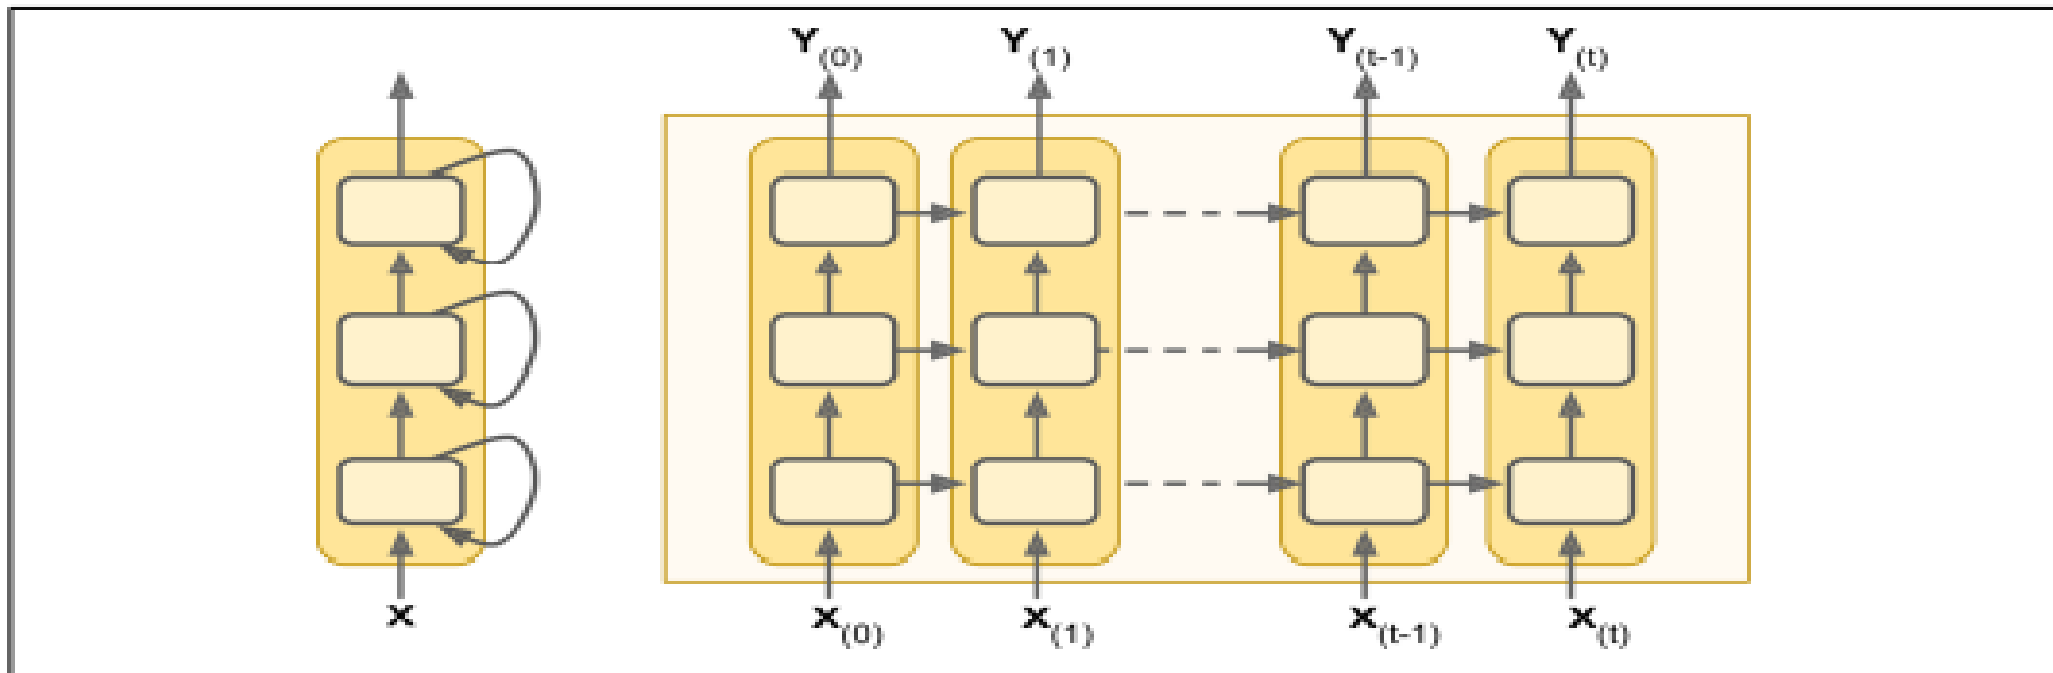 Y(0) Y(1) Y(t-1) Y(t)
X X(0) X(1) X(t-1) X(t)